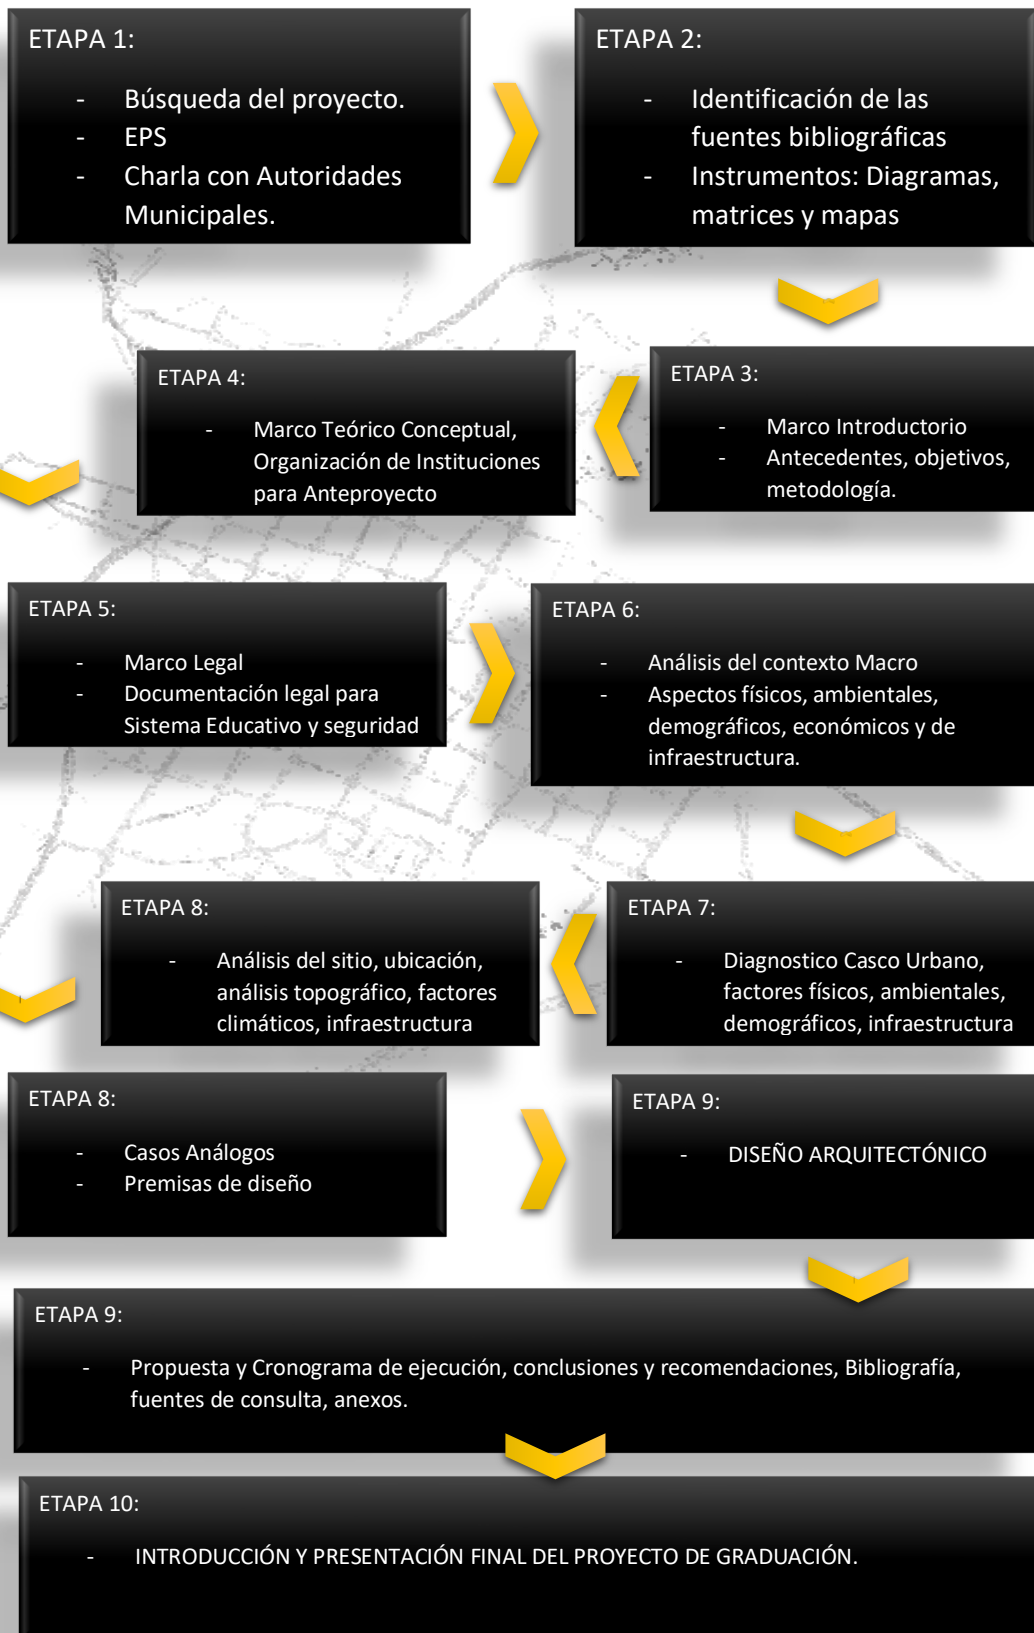 ETAPA 1:
- Búsqueda del proyecto.
- EPS
- Charla con Autoridades
Municipales.
ETAPA 2:
- Identificación de las
fuentes bibliográficas
- Instrumentos: Diagramas,
matrices y mapas
ETAPA 3:
- Marco Introductorio
- Antecedentes, objetivos,
metodología.
ETAPA 4:
- Marco Teórico Conceptual,
Organización de Instituciones
para Anteproyecto
ETAPA 5:
- Marco Legal
- Documentación legal para
Sistema Educativo y seguridad
ETAPA 6:
- Análisis del contexto Macro
- Aspectos físicos, ambientales,
demográficos, económicos y de
infraestructura.
ETAPA 7:
- Diagnostico Casco Urbano,
factores físicos, ambientales,
demográficos, infraestructura
ETAPA 8:
- Análisis del sitio, ubicación,
análisis topográfico, factores
climáticos, infraestructura
ETAPA 8:
- Casos Análogos
- Premisas de diseño
ETAPA 9:
- DISEÑO ARQUITECTÓNICO
ETAPA 9:
- Propuesta y Cronograma de ejecución, conclusiones y recomendaciones, Bibliografía,
fuentes de consulta, anexos.
ETAPA 10:
- INTRODUCCIÓN Y PRESENTACIÓN FINAL DEL PROYECTO DE GRADUACIÓN.